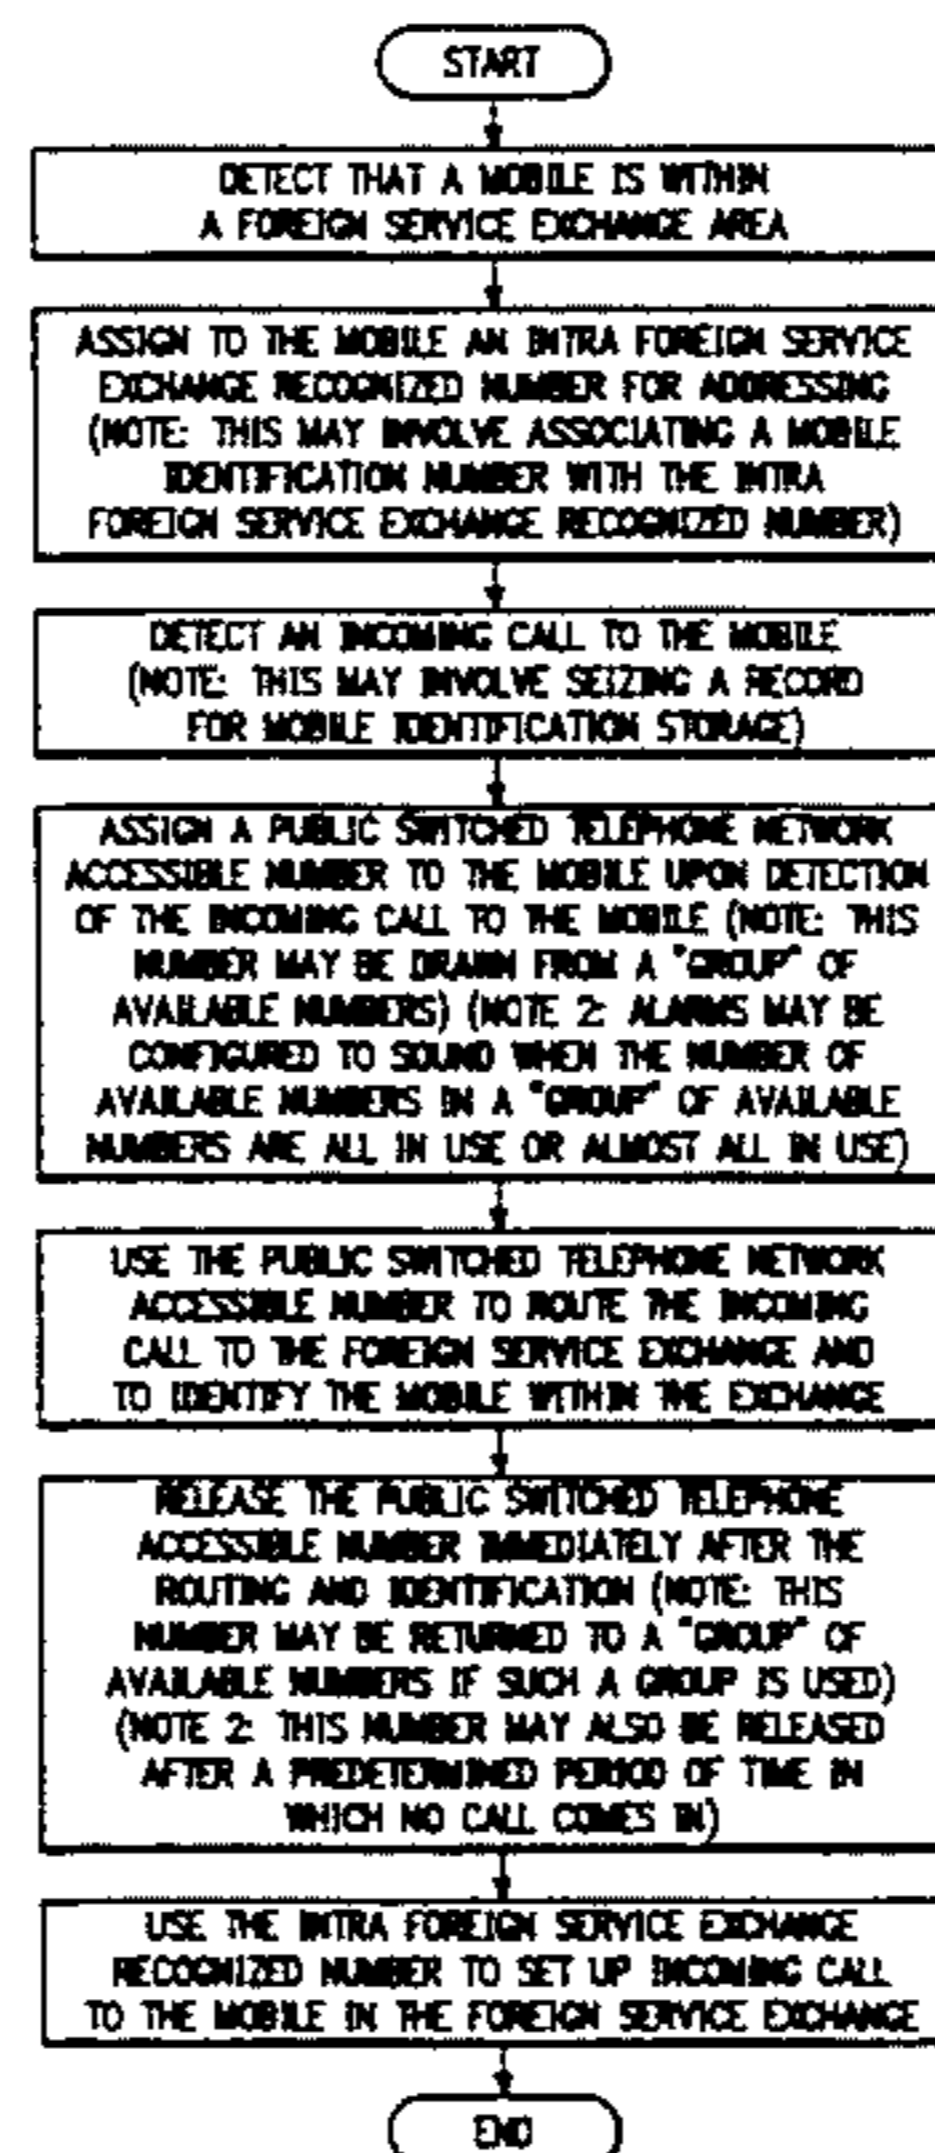 START
DETECT THAT A MOBILE IS WITHIN
A FOREIGN SERVICE EXCHANGE AREA
ASSIGN TO THE MOBILE AN INTRA FOREIGN SERVICE
EXCHANGE RECOGNIZED NUMBER FOR ADDRESSING
(NOTE: THIS MAY INVOLVE ASSOCIATING A MOBILE
IDENTIFICATION NUMBER WITH THE INTRA
FOREIGN SERVICE EXCHANGE RECOGNIZED NUMBER)
DETECT AN INCOMING CALL TO THE MOBILE
(NOTE: THIS MAY INVOLVE SEIZING A RECORD
FOR MOBILE IDENTIFICATION STORAGE)
ASSIGN A PUBLIC SWITCHED TELEPHONE NETWORK
ACCESSIBLE NUMBER TO THE MOBILE UPON DETECTION
OF THE INCOMING CALL TO THE MOBILE (NOTE: THIS
NUMBER MAY BE DRAWN FROM A "GROUP" OF
AVAILABLE NUMBERS) (NOTE 2: ALARMS MAY BE
CONFIGURED TO SOUND WHEN THE NUMBER OF
AVAILABLE NUMBERS IN A "GROUP" OF AVAILABLE
NUMBERS ARE ALL IN USE OR ALMOST ALL IN USE)
USE THE PUBLIC SWITCHED TELEPHONE NETWORK
ACCESSIBLE NUMBER TO ROUTE THE INCOMING
CALL TO THE FOREIGN SERVICE EXCHANGE AND
TO IDENTIFY THE MOBILE WITHIN THE EXCHANGE
RELEASE THE PUBLIC SWITCHED TELEPHONE
ACCESSIBLE NUMBER IMMEDIATELY AFTER THE
ROUTING AND IDENTIFICATION (NOTE: THIS
NUMBER MAY BE RETURNED TO A "GROUP" OF
AVAILABLE NUMBERS IF SUCH A GROUP IS USED)
(NOTE 2: THIS NUMBER MAY ALSO BE RELEASED
AFTER A PREDETERMINED PERIOD OF TIME IN
WHICH NO CALL COMES IN)
USE THE INTRA FOREIGN SERVICE EXCHANGE
RECOGNIZED NUMBER TO SET UP INCOMING CALL
TO THE MOBILE IN THE FOREIGN SERVICE EXCHANGE
END